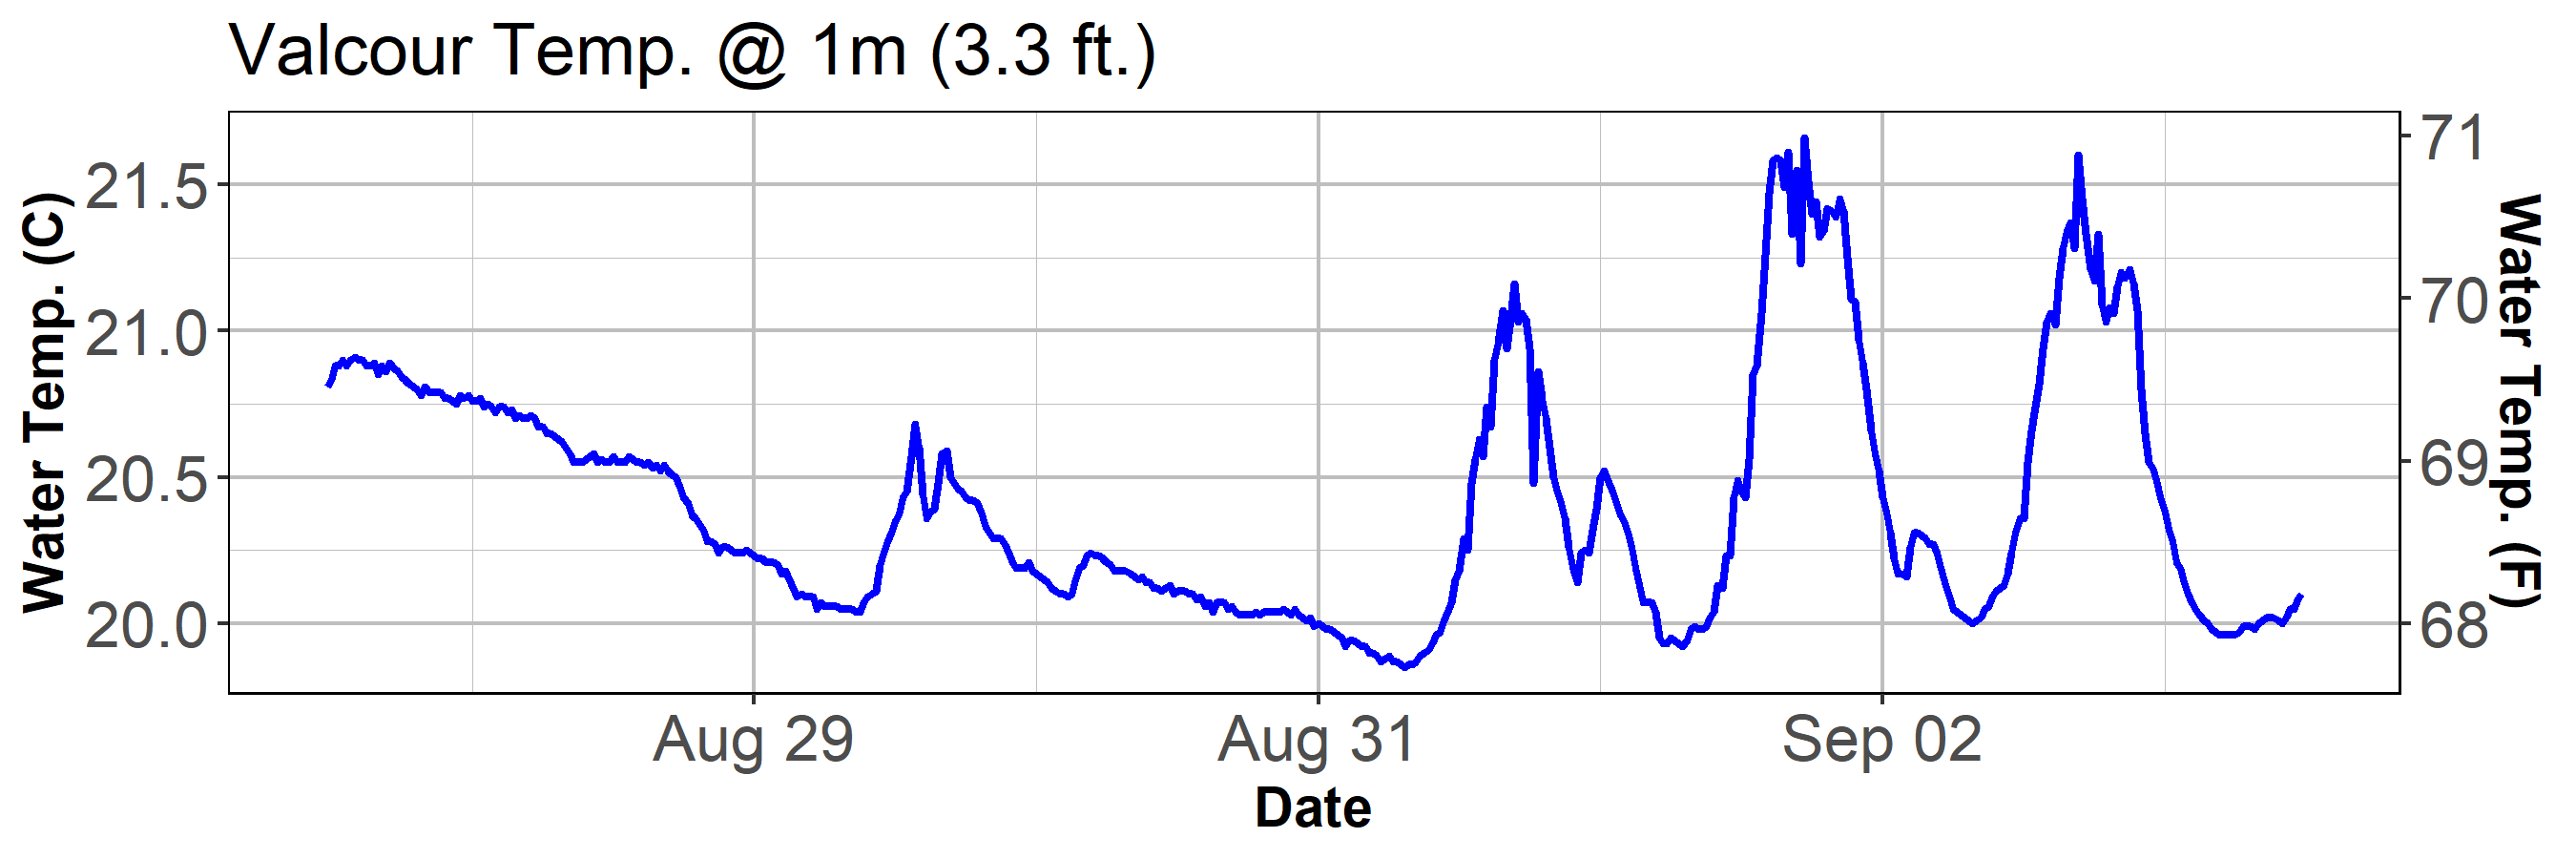 Valcour Temp. @ 1m (3.3 ft.)
Water Temp. (C)
21.5
21.0
20.5
20.0
71
70
69
68
Water Temp. (F)
Aug 29
Aug 31
Sep 02
Date